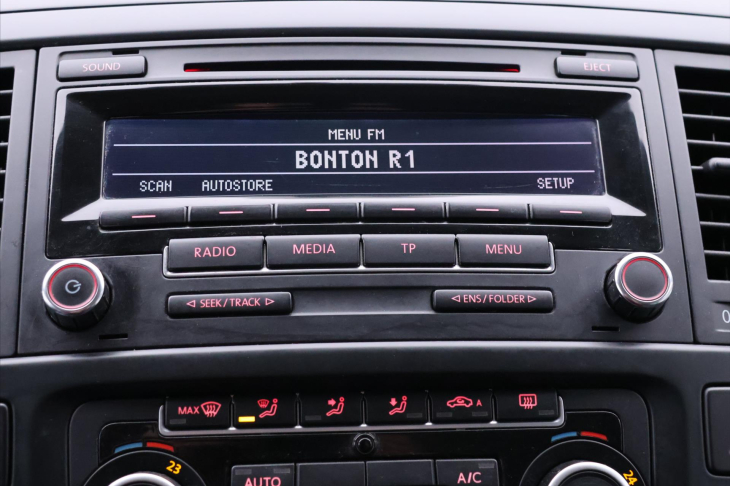 SOUND EJECT
MENU FM
BONTON R1
SCAN AUTOSTORE SETUP
RADIO MEDIA TP MENU
◁ SEEK / TRACK ▷ ◁ ENS / FOLDER ▷
MAX A
23 24
AUTO A/C